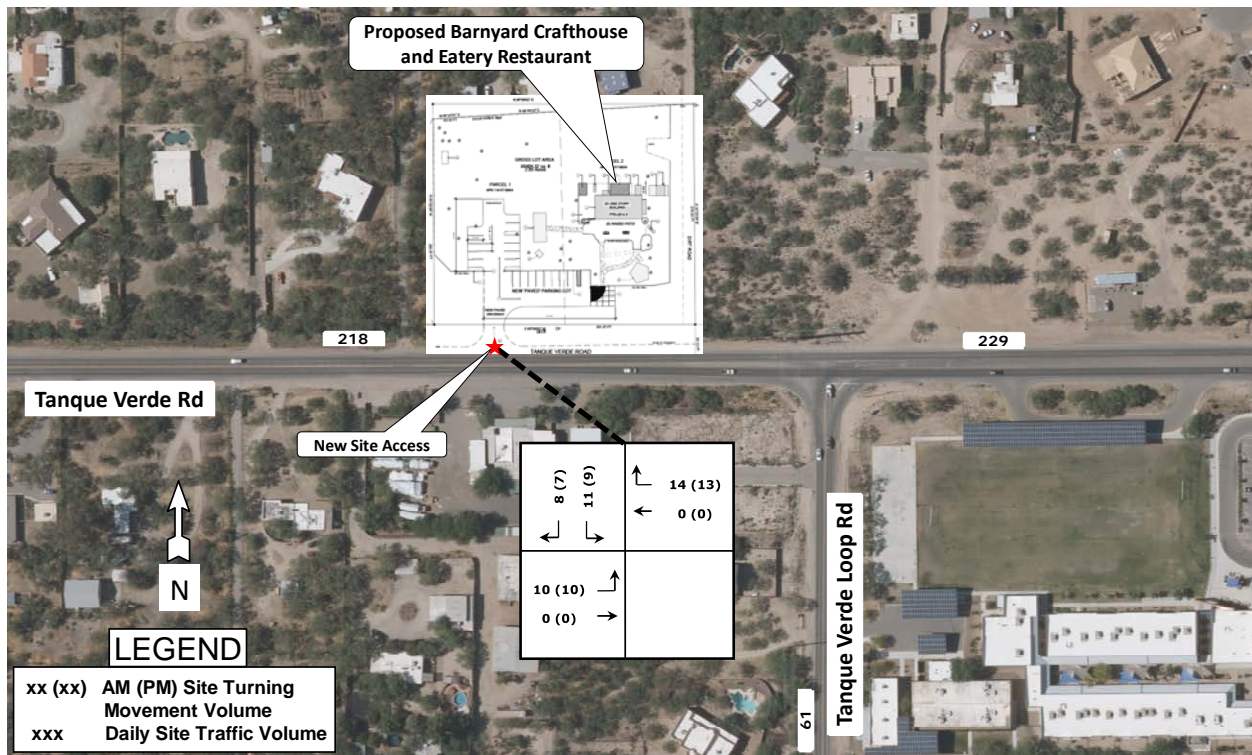 Proposed Barnyard Crafthouse
and Eatery Restaurant
GROSS LOT AREA
PARCEL 1
NEW 'PAVED' PARKING LOT
DIRT ROAD
TANQUE VERDE ROAD
218
229
Tanque Verde Rd
New Site Access
8 (7)
11 (9)
14 (13)
0 (0)
10 (10)
0 (0)
N
61
Tanque Verde Loop Rd
LEGEND
xx (xx) AM (PM) Site Turning
Movement Volume
xxx Daily Site Traffic Volume